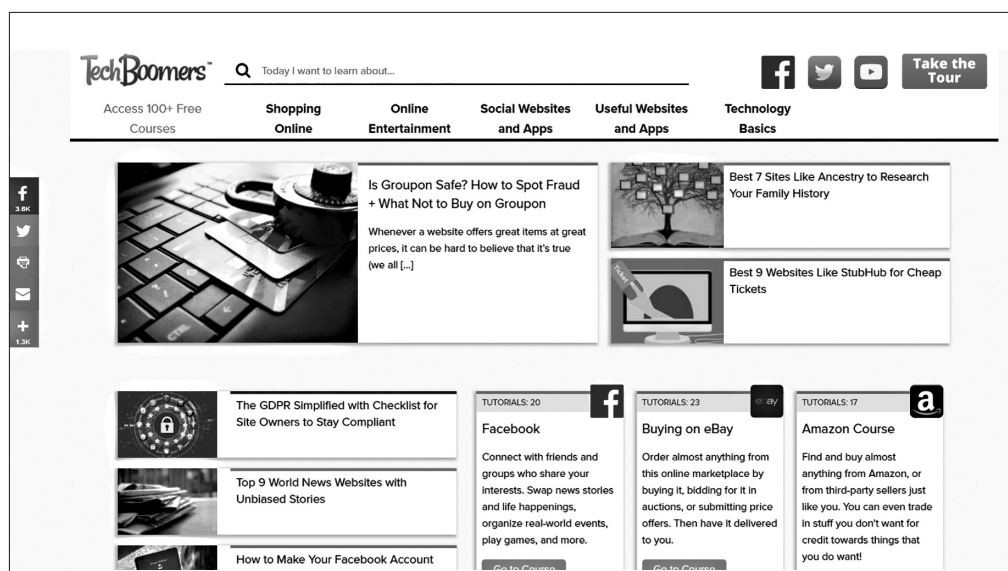 TechBoomers™
Today I want to learn about...
Take the
Tour
Access 100+ Free
Courses
Shopping
Online
Online
Entertainment
Social Websites
and Apps
Useful Websites
and Apps
Technology
Basics
3.8K
1.3K
Is Groupon Safe? How to Spot Fraud
+ What Not to Buy on Groupon
Whenever a website offers great items at great
prices, it can be hard to believe that it's true
(we all [...]
CTRL
Best 7 Sites Like Ancestry to Research
Your Family History
Ticket
Best 9 Websites Like StubHub for Cheap
Tickets
The GDPR Simplified with Checklist for
Site Owners to Stay Compliant
Top 9 World News Websites with
Unbiased Stories
How to Make Your Facebook Account
TUTORIALS: 20
Facebook
Connect with friends and
groups who share your
interests. Swap news stories
and life happenings,
organize real-world events,
play games, and more.
Go to Course
TUTORIALS: 23
ebay
Buying on eBay
Order almost anything from
this online marketplace by
buying it, bidding for it in
auctions, or submitting price
offers. Then have it delivered
to you.
Go to Course
TUTORIALS: 17
Amazon Course
Find and buy almost
anything from Amazon, or
from third-party sellers just
like you. You can even trade
in stuff you don't want for
credit towards things that
you do want!